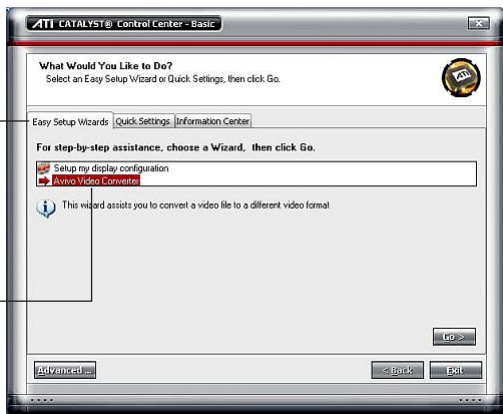 ATI CATALYST® Control Center - Basic
What Would You Like to Do?
Select an Easy Setup Wizard or Quick Settings, then click Go.
ATI
Easy Setup Wizards Quick Settings Information Center
For step-by-step assistance, choose a Wizard, then click Go.
Setup my display configuration
Avivo Video Converter
This wizard assists you to convert a video file to a different video format
Go >
Advanced ... < Back Exit